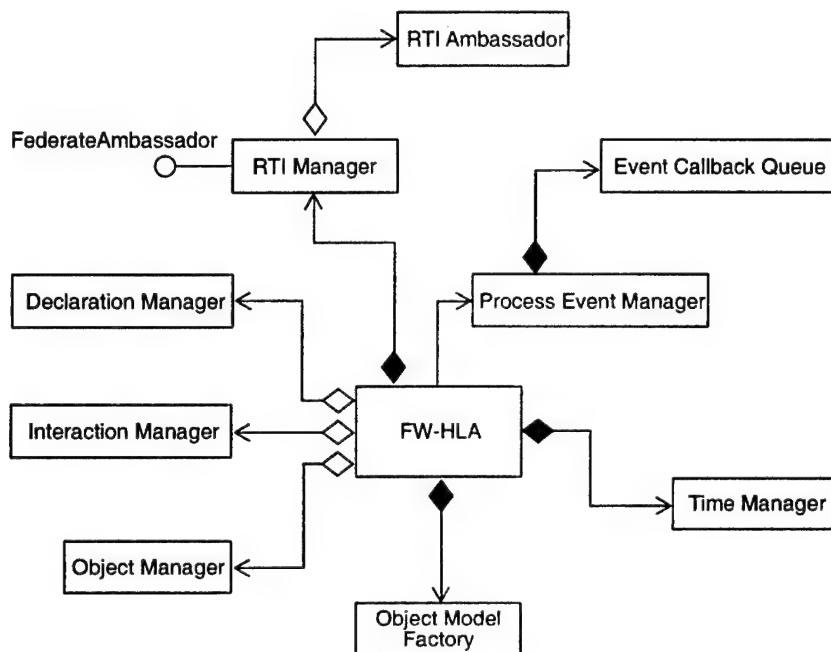 RTI Ambassador
FederateAmbassador
RTI Manager
Event Callback Queue
Declaration Manager
Process Event Manager
Interaction Manager
FW-HLA
Time Manager
Object Manager
Object Model
Factory